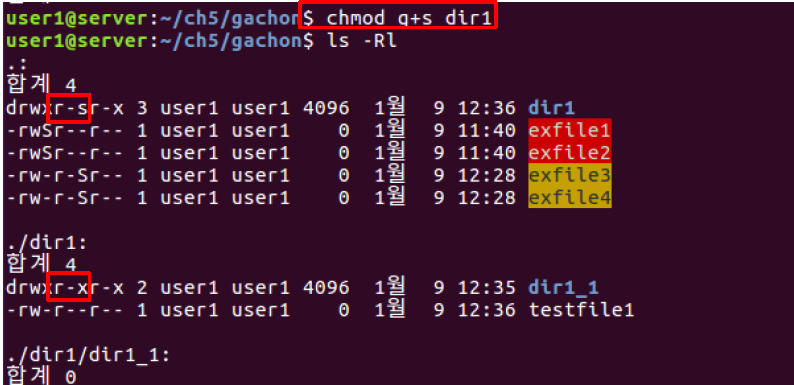 user1@server:~/ch5/gachon$ chmod g+s dir1
user1@server:~/ch5/gachon$ ls -Rl
.:
합계 4
drwxr-sr-x 3 user1 user1 4096  1월  9 12:36 dir1
-rwSr--r-- 1 user1 user1    0  1월  9 11:40 exfile1
-rwSr--r-- 1 user1 user1    0  1월  9 11:40 exfile2
-rw-r-Sr-- 1 user1 user1    0  1월  9 12:28 exfile3
-rw-r-Sr-- 1 user1 user1    0  1월  9 12:28 exfile4
./dir1:
합계 4
drwxr-xr-x 2 user1 user1 4096  1월  9 12:35 dir1_1
-rw-r--r-- 1 user1 user1    0  1월  9 12:36 testfile1
./dir1/dir1_1:
합계 0